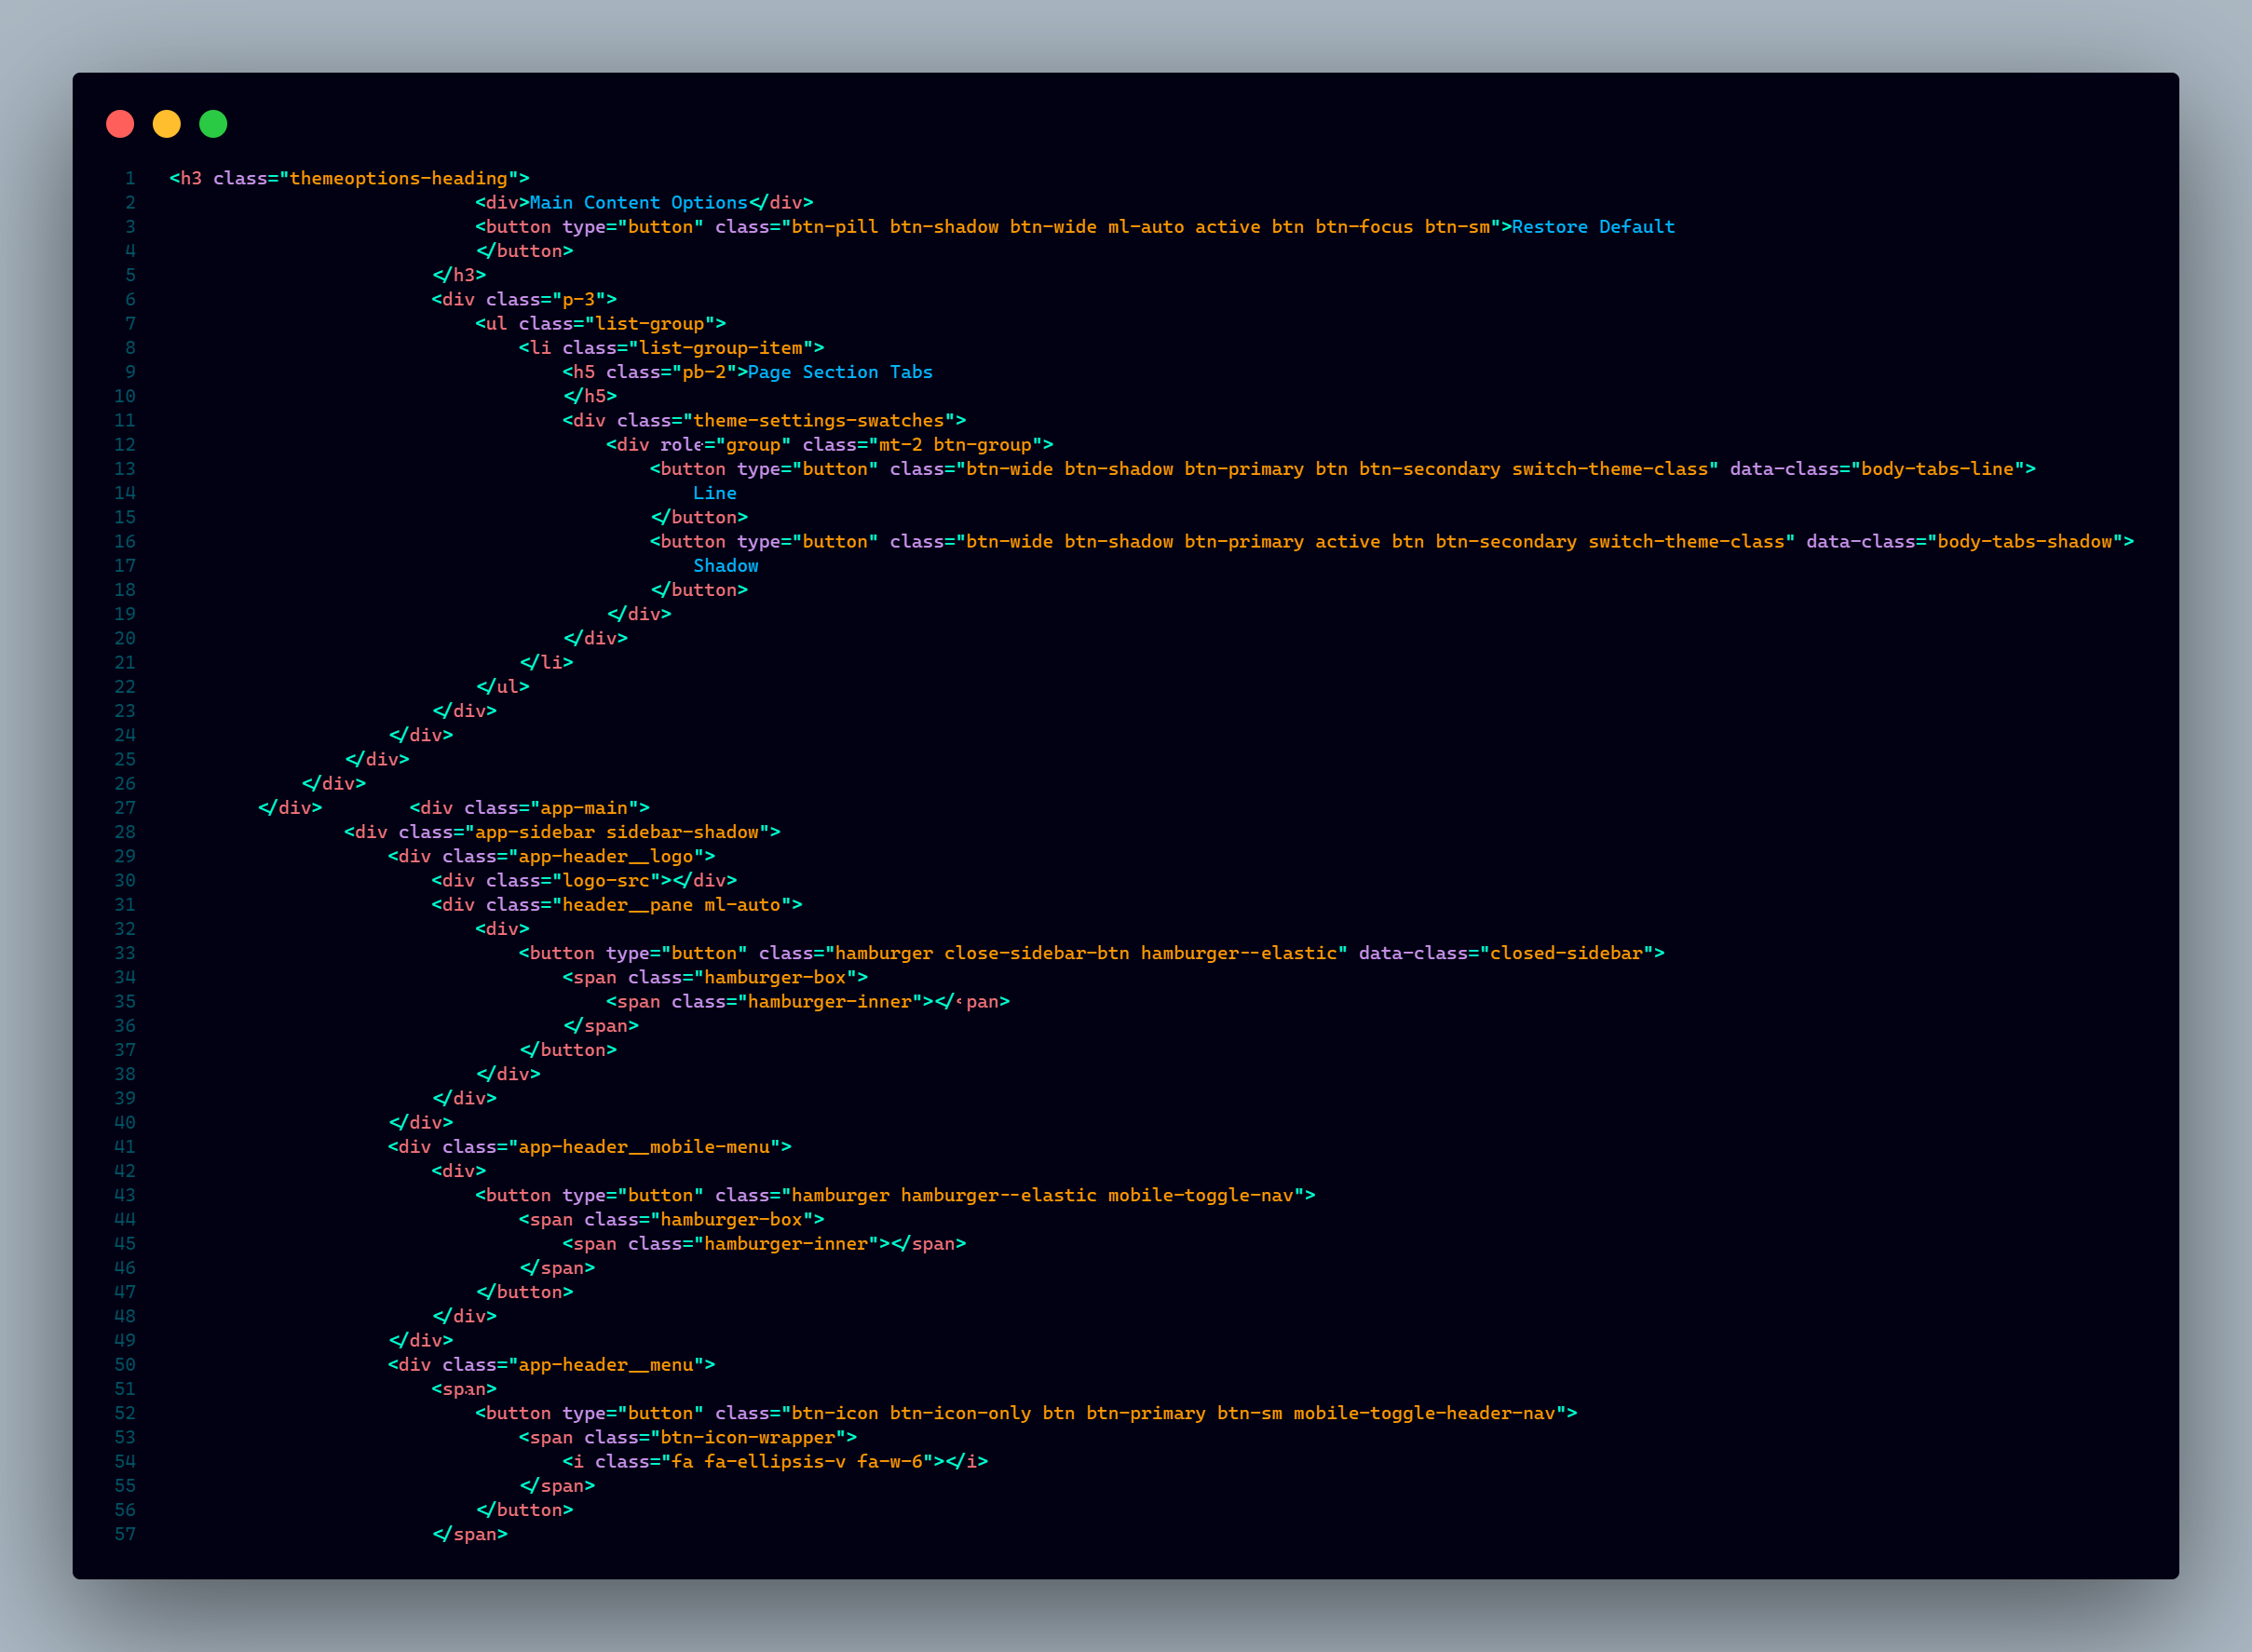 1 <h3 class="themeoptions-heading">
2 <div>Main Content Options</div>
3 <button type="button" class="btn-pill btn-shadow btn-wide ml-auto active btn btn-focus btn-sm">Restore Default
4 </button>
5 </h3>
6 <div class="p-3">
7 <ul class="list-group">
8 <li class="list-group-item">
9 <h5 class="pb-2">Page Section Tabs
10 </h5>
11 <div class="theme-settings-swatches">
12 <div role="group" class="mt-2 btn-group">
13 <button type="button" class="btn-wide btn-shadow btn-primary btn btn-secondary switch-theme-class" data-class="body-tabs-line">
14 Line
15 </button>
16 <button type="button" class="btn-wide btn-shadow btn-primary active btn btn-secondary switch-theme-class" data-class="body-tabs-shadow">
17 Shadow
18 </button>
19 </div>
20 </div>
21 </li>
22 </ul>
23 </div>
24 </div>
25 </div>
26 </div>
27 </div> <div class="app-main">
28 <div class="app-sidebar sidebar-shadow">
29 <div class="app-header__logo">
30 <div class="logo-src"></div>
31 <div class="header__pane ml-auto">
32 <div>
33 <button type="button" class="hamburger close-sidebar-btn hamburger--elastic" data-class="closed-sidebar">
34 <span class="hamburger-box">
35 <span class="hamburger-inner"></span>
36 </span>
37 </button>
38 </div>
39 </div>
40 </div>
41 <div class="app-header__mobile-menu">
42 <div>
43 <button type="button" class="hamburger hamburger--elastic mobile-toggle-nav">
44 <span class="hamburger-box">
45 <span class="hamburger-inner"></span>
46 </span>
47 </button>
48 </div>
49 </div>
50 <div class="app-header__menu">
51 <span>
52 <button type="button" class="btn-icon btn-icon-only btn btn-primary btn-sm mobile-toggle-header-nav">
53 <span class="btn-icon-wrapper">
54 <i class="fa fa-ellipsis-v fa-w-6"></i>
55 </span>
56 </button>
57 </span>